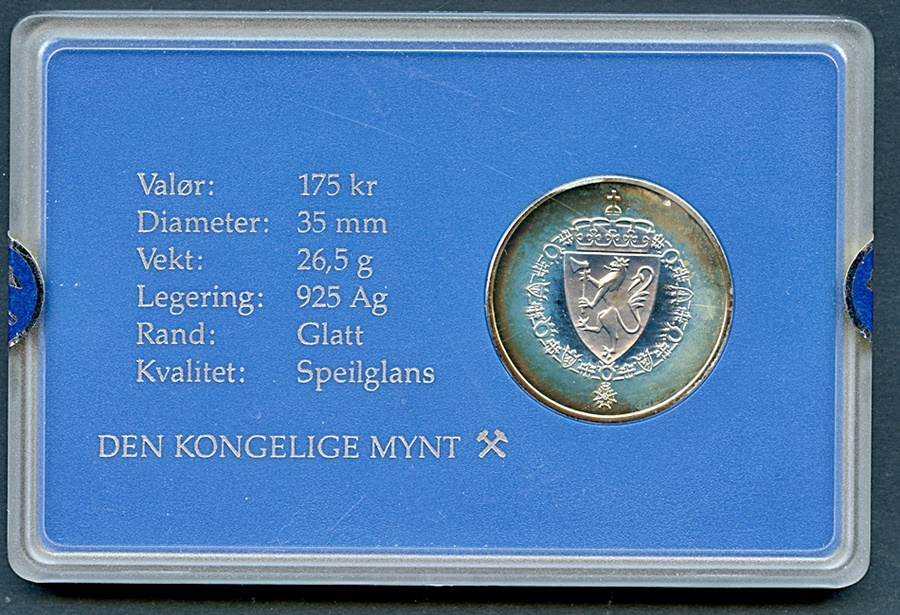 Valør: 175 kr
Diameter: 35 mm
Vekt: 26,5 g
Legering: 925 Ag
Rand: Glatt
Kvalitet: Speilglans
DEN KONGELIGE MYNT